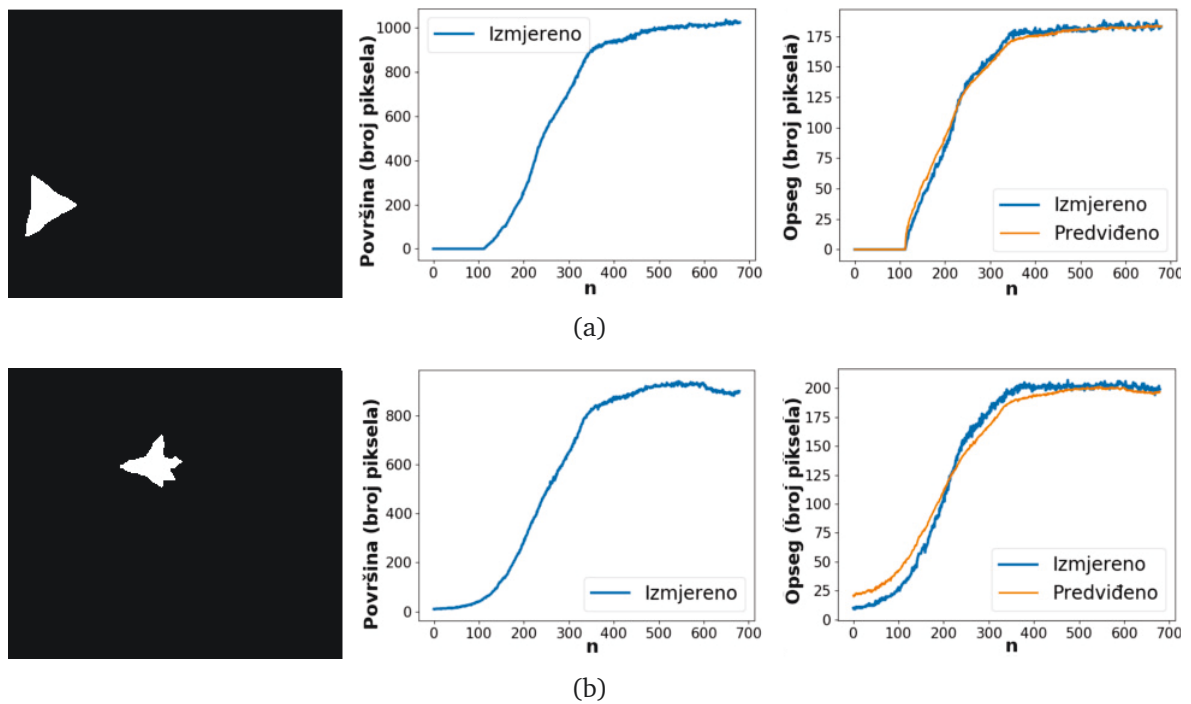 Površina (broj piksela)
1000
800
600
400
200
0
Izmjereno
0 100 200 300 400 500 600 700
n
Opseg (broj piksela)
175
150
125
100
75
50
25
0
Izmjereno
Predviđeno
0 100 200 300 400 500 600 700
n
(a)
Površina (broj piksela)
800
600
400
200
0
Izmjereno
0 100 200 300 400 500 600 700
n
Opseg (broj piksela)
200
175
150
125
100
75
50
25
0
Izmjereno
Predviđeno
0 100 200 300 400 500 600 700
n
(b)